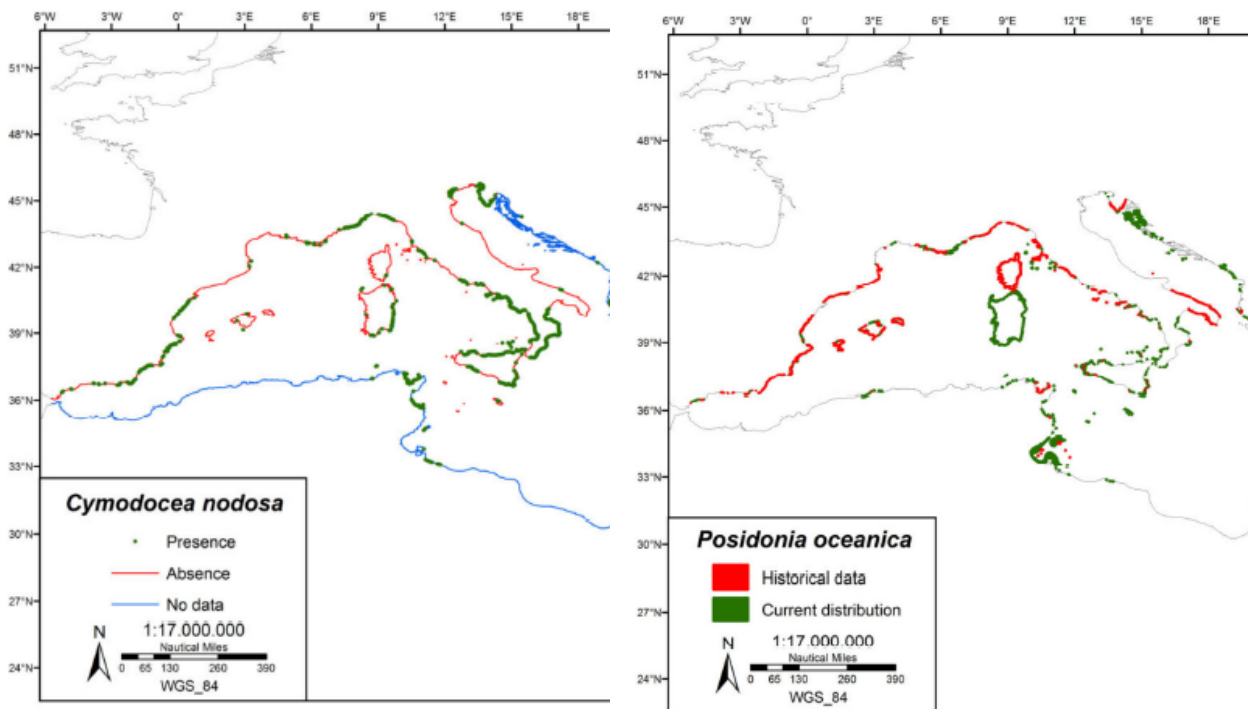 6°W 3°W 0° 3°E 6°E 9°E 12°E 15°E 18°E
51°N
48°N
45°N
42°N
39°N
36°N
33°N
30°N
27°N
24°N
Cymodocea nodosa
Presence
Absence
No data
N
1:17.000.000
Nautical Miles
0 65 130 260 390
WGS_84
6°W 3°W 0° 3°E 6°E 9°E 12°E 15°E 18°E
51°N
48°N
45°N
42°N
39°N
36°N
33°N
30°N
27°N
24°N
Posidonia oceanica
Historical data
Current distribution
N
1:17.000.000
Nautical Miles
0 65 130 260 390
WGS_84